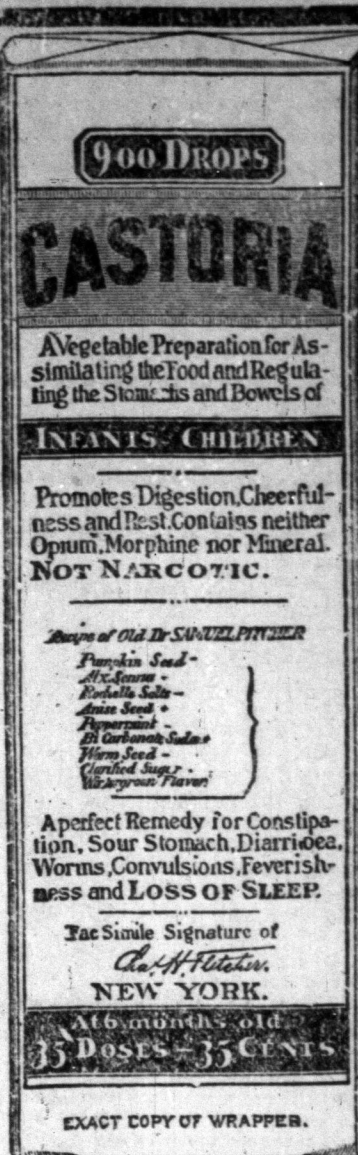 900 DROPS
CASTORIA
A Vegetable Preparation for As-
similating the Food and Regula-
ting the Stomachs and Bowels of
INFANTS CHILDREN
Promotes Digestion, Cheerful-
ness and Rest. Contains neither
Opium, Morphine nor Mineral.
NOT NARCOTIC.
Recipe of Old Dr SAMUEL PITCHER
Pumpkin Seed -
Alx. Senna -
Rochelle Salts -
Anise Seed +
Peppermint -
Bi Carbonate Soda +
Worm Seed -
Clarified Sugar .
Wintergreen Flavor.
A perfect Remedy for Constipa-
tion, Sour Stomach, Diarrhoea,
Worms, Convulsions, Feverish-
ness and LOSS OF SLEEP.
Fac Simile Signature of
Chas. H. Fletcher.
NEW YORK.
At 6 months old
35 DOSES - 35 CENTS
EXACT COPY OF WRAPPER.